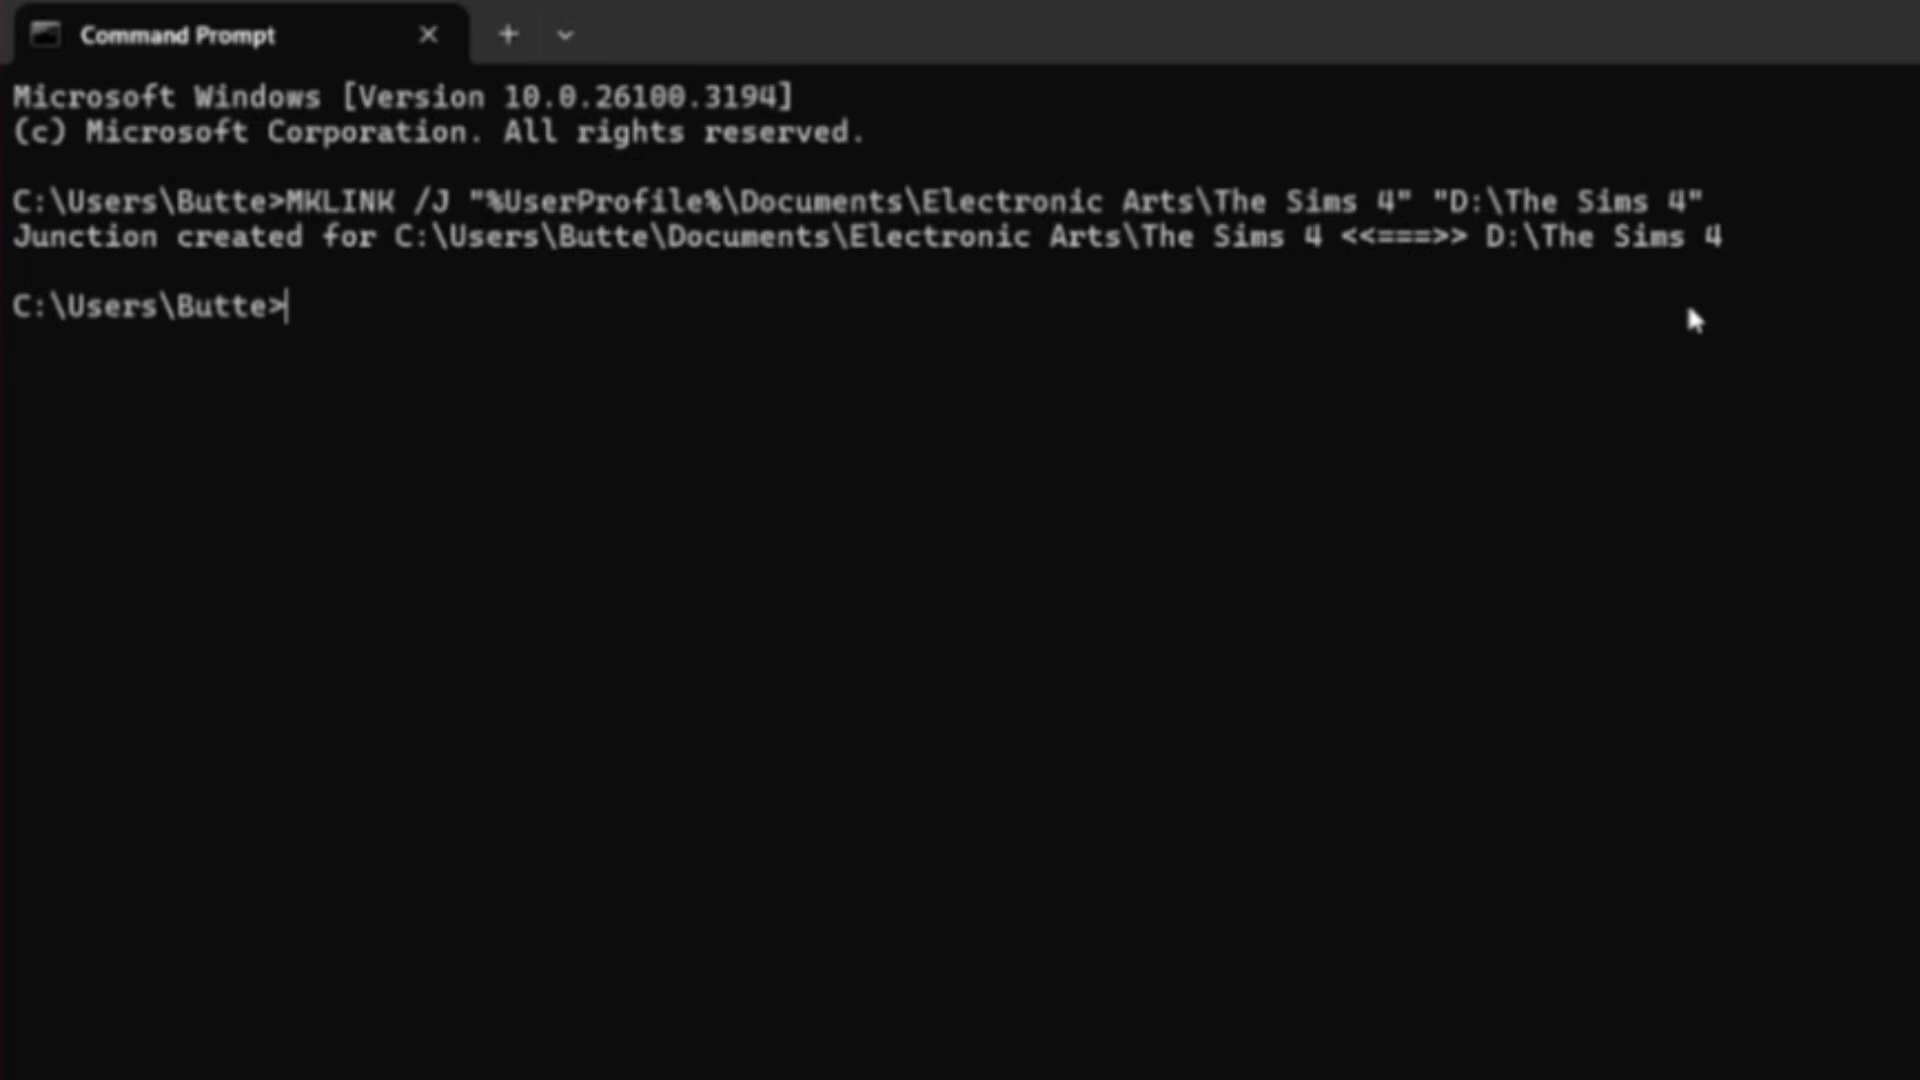 Command Prompt
Microsoft Windows [Version 10.0.26100.3194]
(c) Microsoft Corporation. All rights reserved.
C:\Users\Butte>MKLINK /J "%UserProfile%\Documents\Electronic Arts\The Sims 4" "D:\The Sims 4"
Junction created for C:\Users\Butte\Documents\Electronic Arts\The Sims 4 <<===>> D:\The Sims 4
C:\Users\Butte>